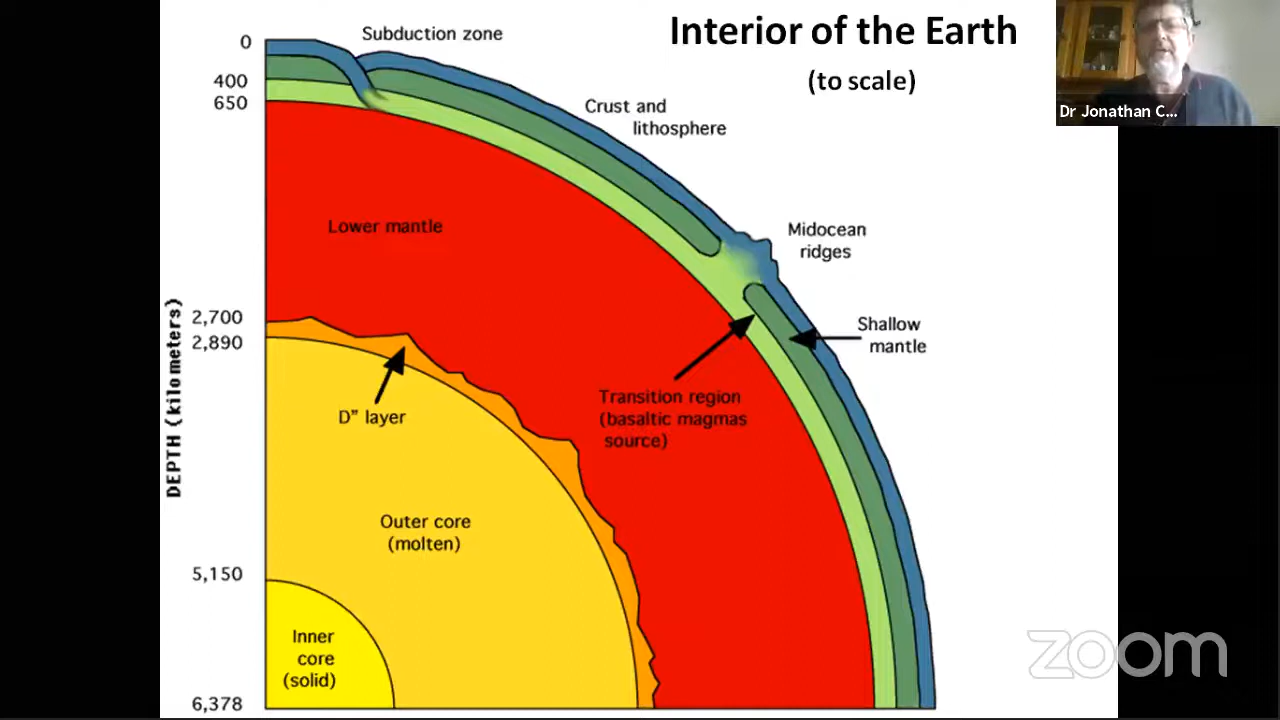 Interior of the Earth
(to scale)
Dr Jonathan C...
Subduction zone
0
400
650
Crust and
lithosphere
Lower mantle
Midocean
ridges
Shallow
mantle
DEPTH (kilometers)
2,700
2,890
D" layer
Transition region
(basaltic magmas
source)
Outer core
(molten)
5,150
Inner
core
(solid)
6,378
zoom